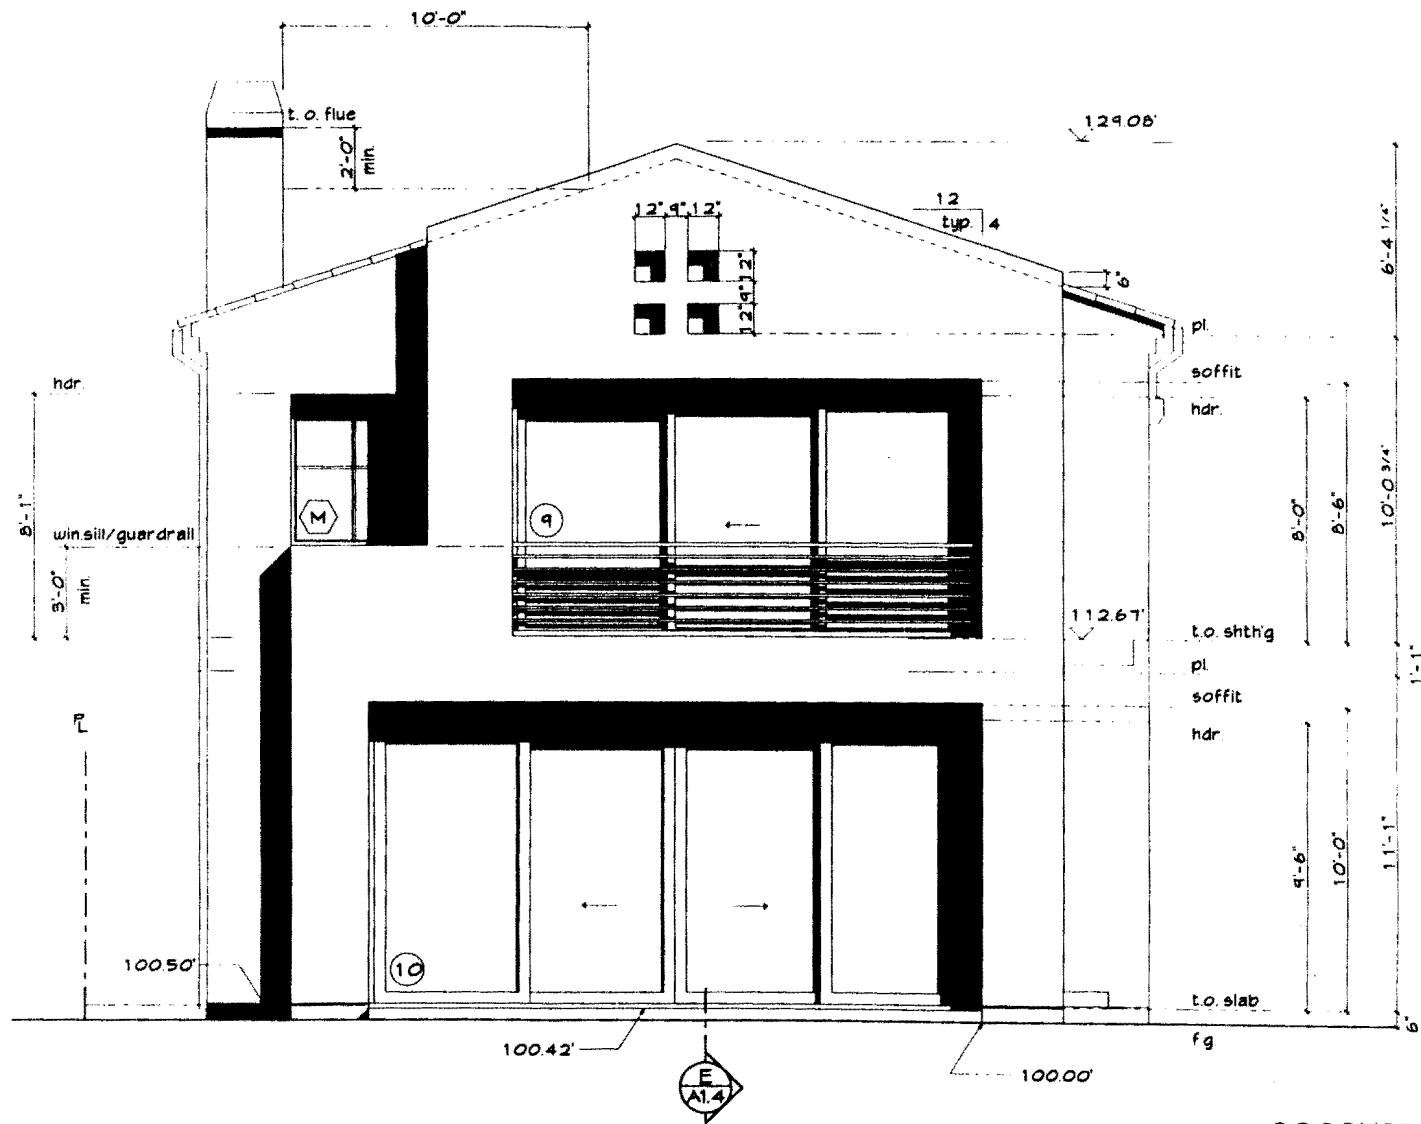 10'-0"
t. o. flue
2'-0"
min.
129.08'
12
typ. 4
12" 9" 12"
12"
9"
12"
6"
6'-4 1/4"
pl.
soffit
hdr.
hdr.
8'-1"
M
9
win.sill/guardrail
3'-0"
min.
8'-0"
8'-6"
10'-0 3/4"
112.67'
t.o. shth'g
pl.
soffit
hdr.
1'-1"
PL
9'-6"
10'-0"
11'-1"
10
100.50'
t.o. slab
6"
f g
100.42'
100.00'
E
A1.4